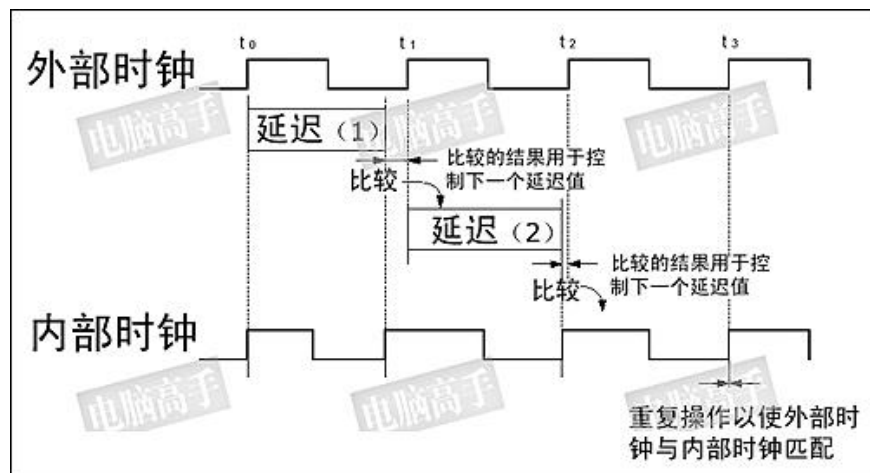 t₀ t₁ t₂ t₃
外部时钟
延迟（1）
比较的结果用于控
制下一个延迟值
比较
延迟（2）
比较的结果用于控
制下一个延迟值
比较
内部时钟
重复操作以使外部时
钟与内部时钟匹配
电脑高手
电脑高手
电脑高手
电脑高手
电脑高手
电脑高手